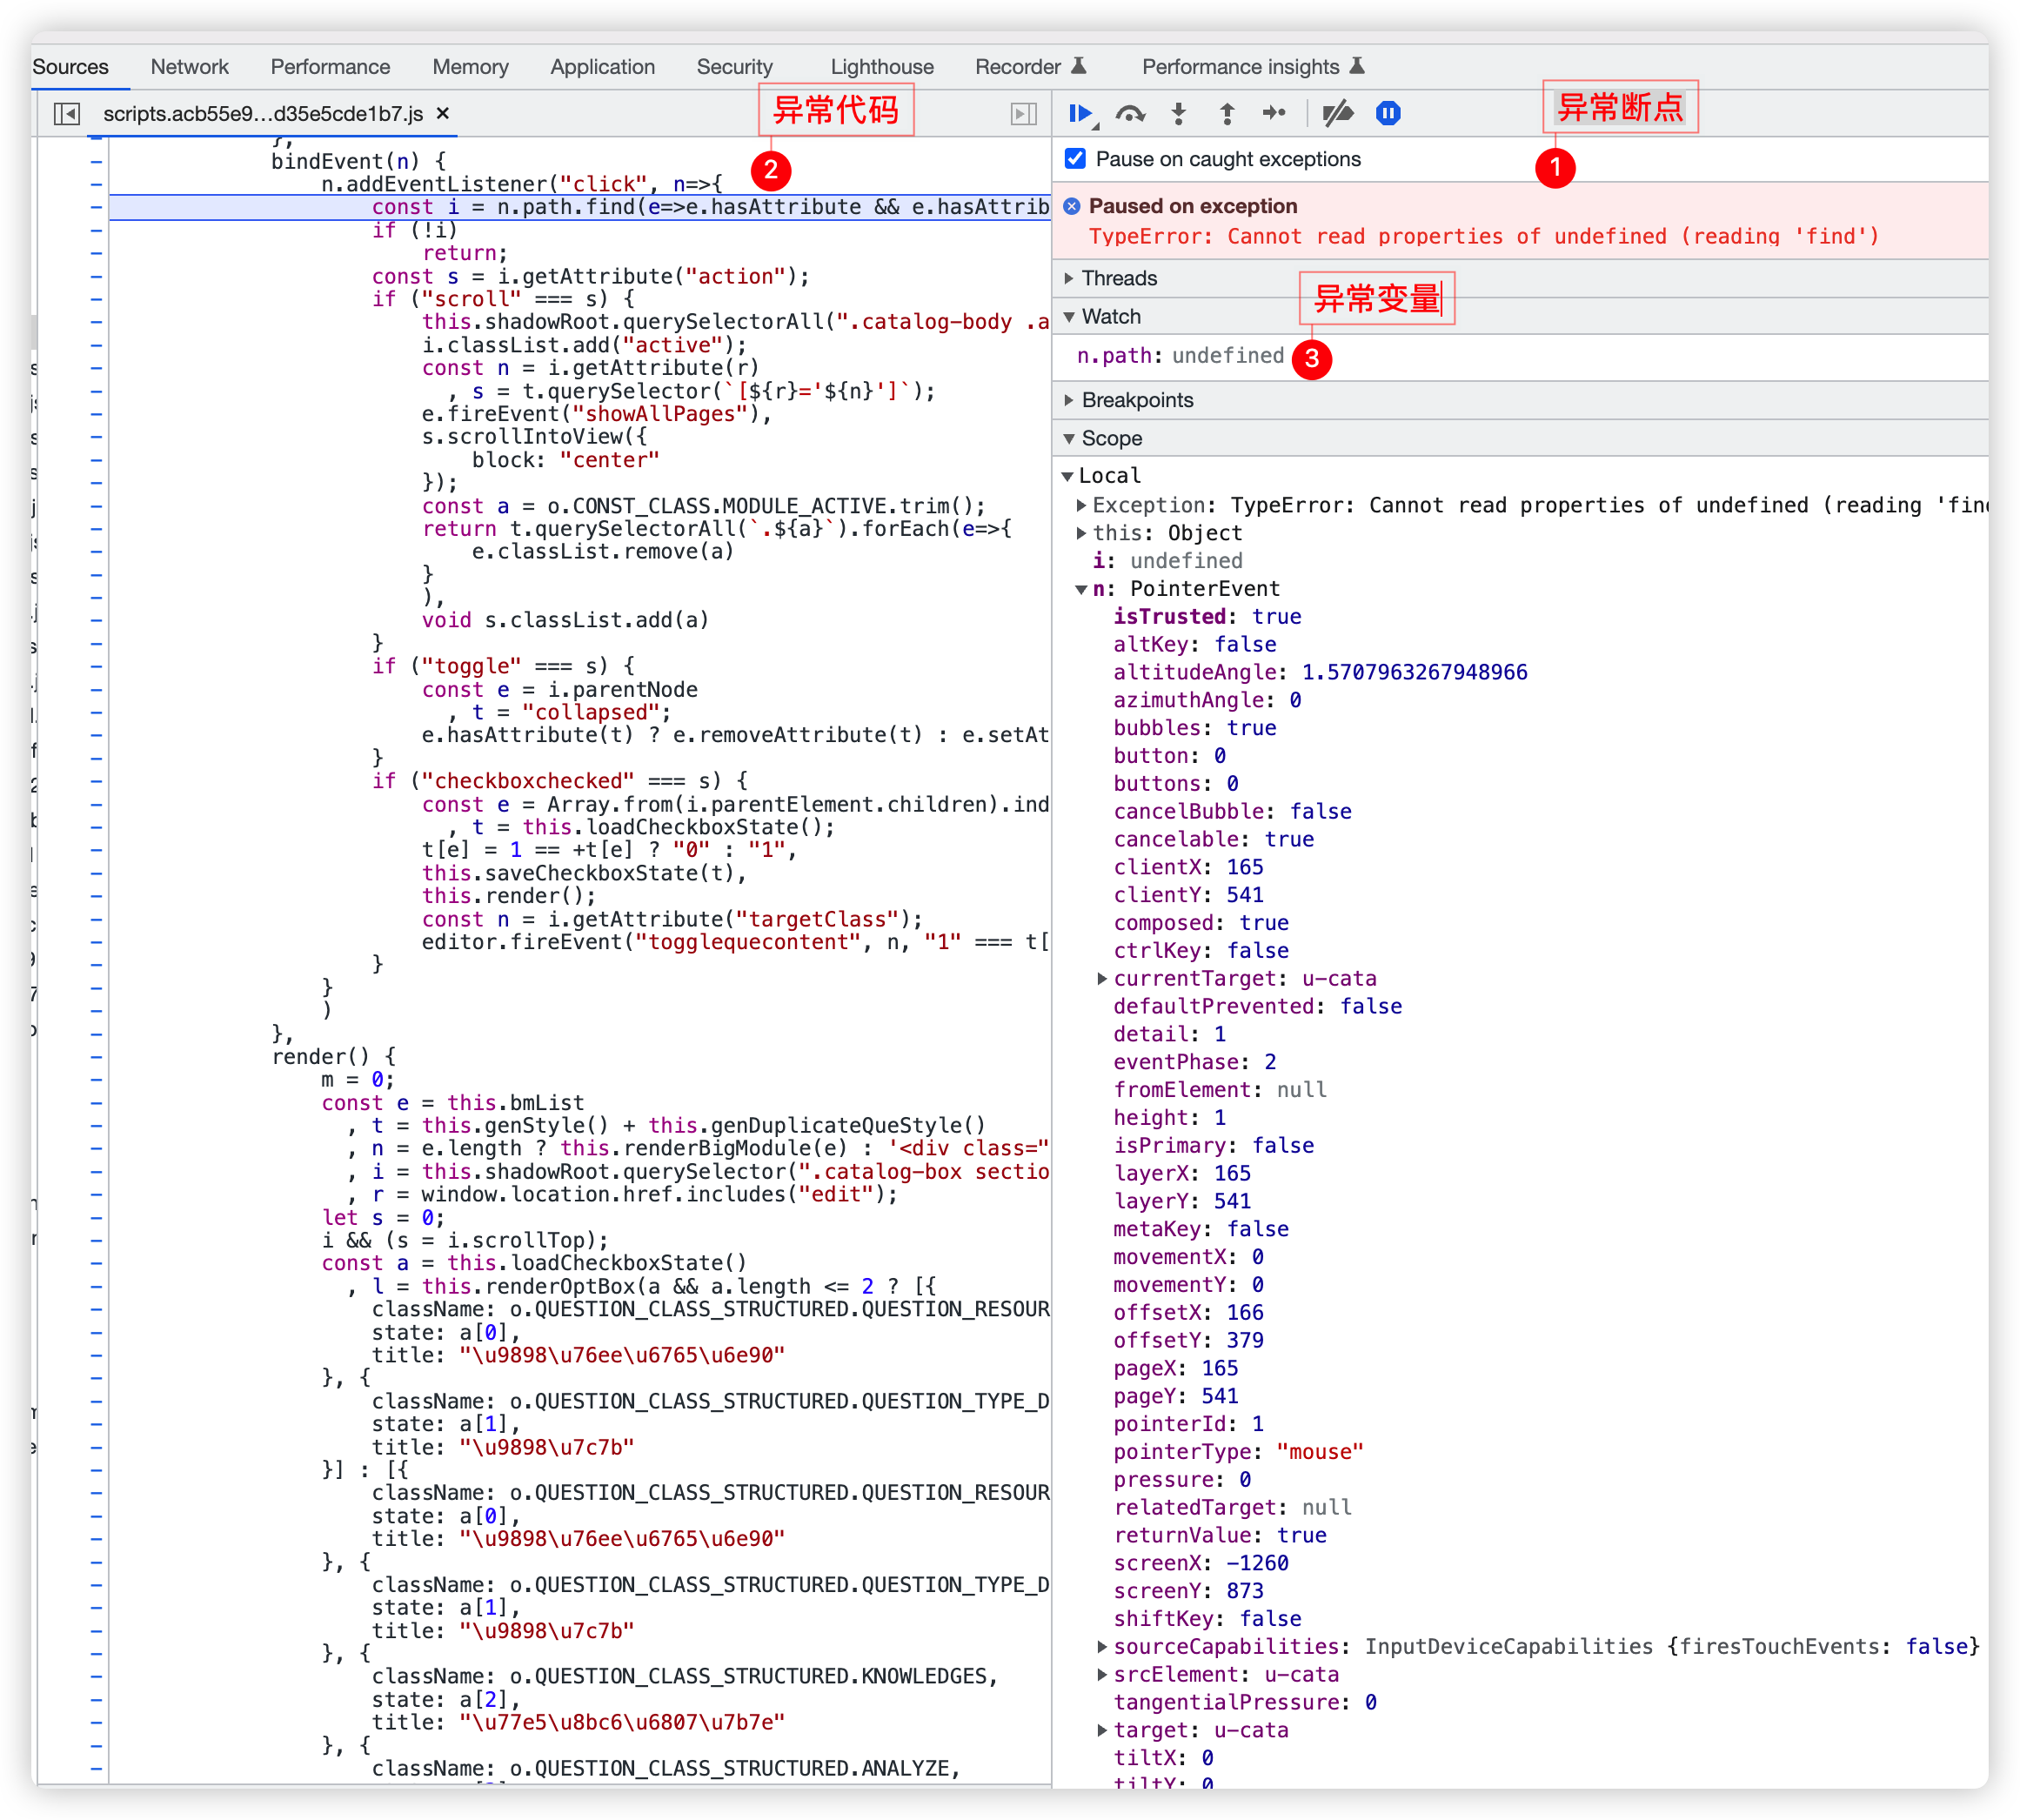 Sources Network Performance Memory Application Security Lighthouse Recorder Performance insights
scripts.acb55e9...d35e5cde1b7.js ×
异常代码
2
},
bindEvent(n) {
n.addEventListener("click", n=>{
const i = n.path.find(e=>e.hasAttribute && e.hasAttrib
if (!i)
return;
const s = i.getAttribute("action");
if ("scroll" === s) {
this.shadowRoot.querySelectorAll(".catalog-body .a
i.classList.add("active");
const n = i.getAttribute(r)
, s = t.querySelector(`[${r}='${n}']`);
e.fireEvent("showAllPages"),
s.scrollIntoView({
block: "center"
});
const a = o.CONST_CLASS.MODULE_ACTIVE.trim();
return t.querySelectorAll(`.${a}`).forEach(e=>{
e.classList.remove(a)
}
),
void s.classList.add(a)
}
if ("toggle" === s) {
const e = i.parentNode
, t = "collapsed";
e.hasAttribute(t) ? e.removeAttribute(t) : e.setAt
}
if ("checkboxchecked" === s) {
const e = Array.from(i.parentElement.children).ind
, t = this.loadCheckboxState();
t[e] = 1 == +t[e] ? "0" : "1",
this.saveCheckboxState(t),
this.render();
const n = i.getAttribute("targetClass");
editor.fireEvent("togglequecontent", n, "1" === t[
}
}
)
},
render() {
m = 0;
const e = this.bmList
, t = this.genStyle() + this.genDuplicateQueStyle()
, n = e.length ? this.renderBigModule(e) : '<div class="
, i = this.shadowRoot.querySelector(".catalog-box sectio
, r = window.location.href.includes("edit");
let s = 0;
i && (s = i.scrollTop);
const a = this.loadCheckboxState()
, l = this.renderOptBox(a && a.length <= 2 ? [{
className: o.QUESTION_CLASS_STRUCTURED.QUESTION_RESOUR
state: a[0],
title: "\u9898\u76ee\u6765\u6e90"
}, {
className: o.QUESTION_CLASS_STRUCTURED.QUESTION_TYPE_D
state: a[1],
title: "\u9898\u7c7b"
}] : [{
className: o.QUESTION_CLASS_STRUCTURED.QUESTION_RESOUR
state: a[0],
title: "\u9898\u76ee\u6765\u6e90"
}, {
className: o.QUESTION_CLASS_STRUCTURED.QUESTION_TYPE_D
state: a[1],
title: "\u9898\u7c7b"
}, {
className: o.QUESTION_CLASS_STRUCTURED.KNOWLEDGES,
state: a[2],
title: "\u77e5\u8bc6\u6807\u7b7e"
}, {
className: o.QUESTION_CLASS_STRUCTURED.ANALYZE,
异常断点
1
Pause on caught exceptions
Paused on exception
TypeError: Cannot read properties of undefined (reading 'find')
Threads
异常变量
Watch
n.path: undefined
3
Breakpoints
Scope
Local
Exception: TypeError: Cannot read properties of undefined (reading 'fin
this: Object
i: undefined
n: PointerEvent
isTrusted: true
altKey: false
altitudeAngle: 1.5707963267948966
azimuthAngle: 0
bubbles: true
button: 0
buttons: 0
cancelBubble: false
cancelable: true
clientX: 165
clientY: 541
composed: true
ctrlKey: false
currentTarget: u-cata
defaultPrevented: false
detail: 1
eventPhase: 2
fromElement: null
height: 1
isPrimary: false
layerX: 165
layerY: 541
metaKey: false
movementX: 0
movementY: 0
offsetX: 166
offsetY: 379
pageX: 165
pageY: 541
pointerId: 1
pointerType: "mouse"
pressure: 0
relatedTarget: null
returnValue: true
screenX: -1260
screenY: 873
shiftKey: false
sourceCapabilities: InputDeviceCapabilities {firesTouchEvents: false}
srcElement: u-cata
tangentialPressure: 0
target: u-cata
tiltX: 0
tiltY: 0